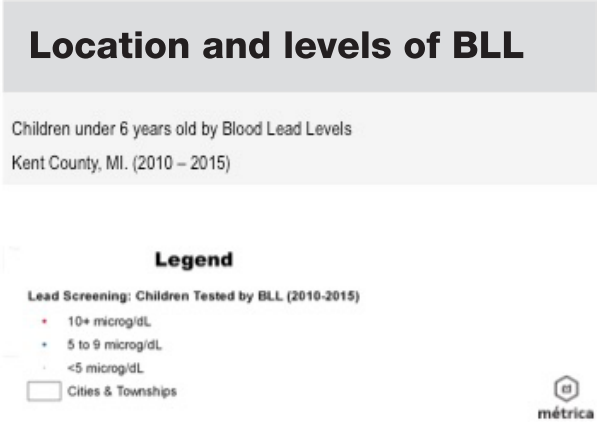 Location and levels of BLL
Children under 6 years old by Blood Lead Levels
Kent County, MI. (2010 – 2015)
Legend
Lead Screening: Children Tested by BLL (2010-2015)
10+ microg/dL
5 to 9 microg/dL
<5 microg/dL
Cities & Townships
métrica